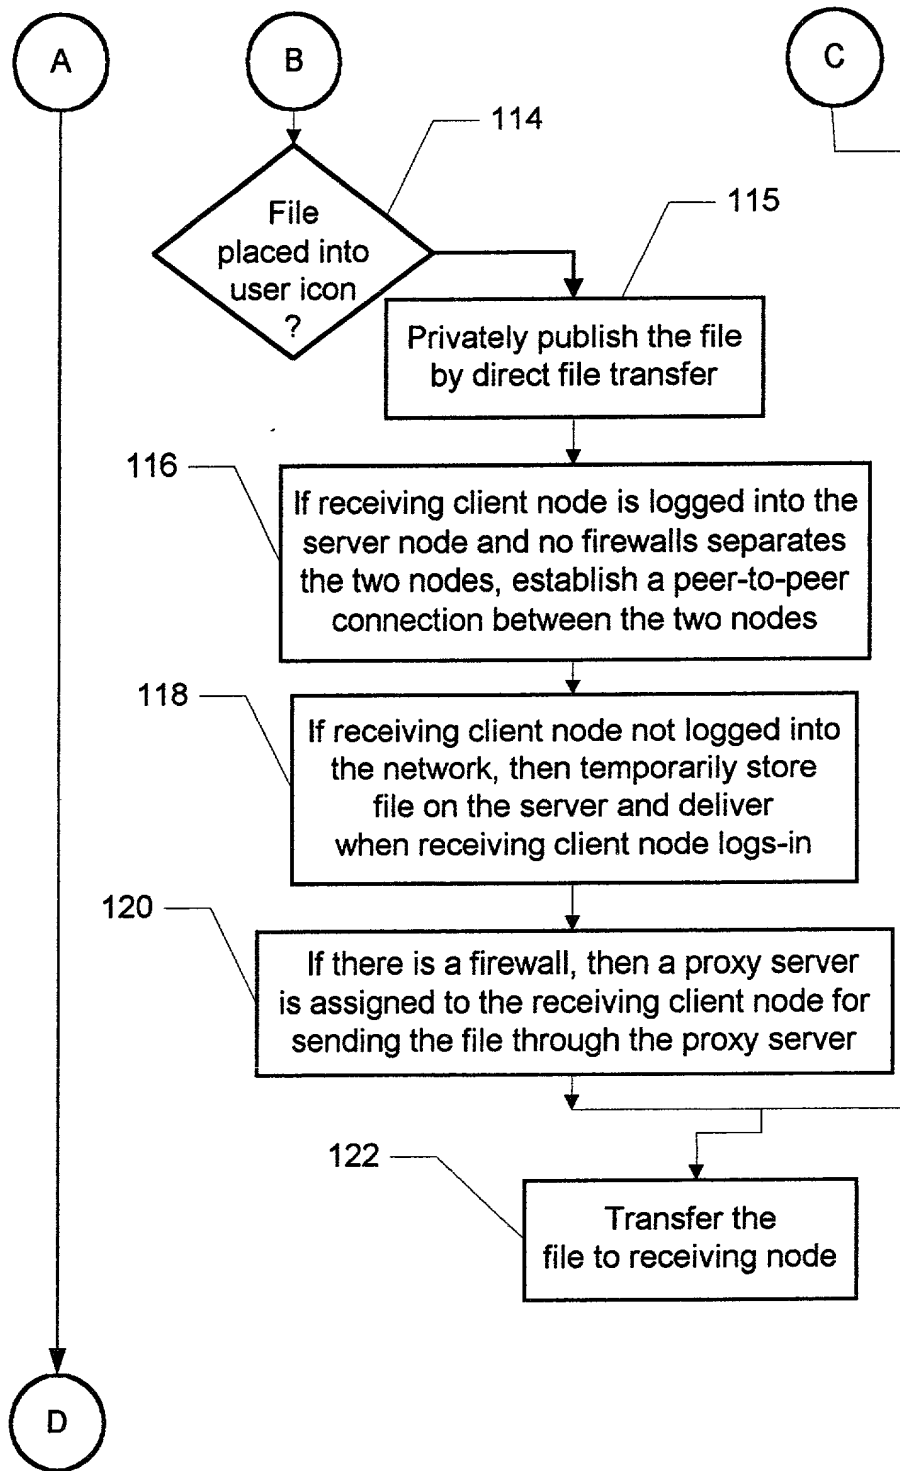 A
B
C
114
File
placed into
user icon
?
115
Privately publish the file
by direct file transfer
116
If receiving client node is logged into the
server node and no firewalls separates
the two nodes, establish a peer-to-peer
connection between the two nodes
118
If receiving client node not logged into
the network, then temporarily store
file on the server and deliver
when receiving client node logs-in
120
If there is a firewall, then a proxy server
is assigned to the receiving client node for
sending the file through the proxy server
122
Transfer the
file to receiving node
D